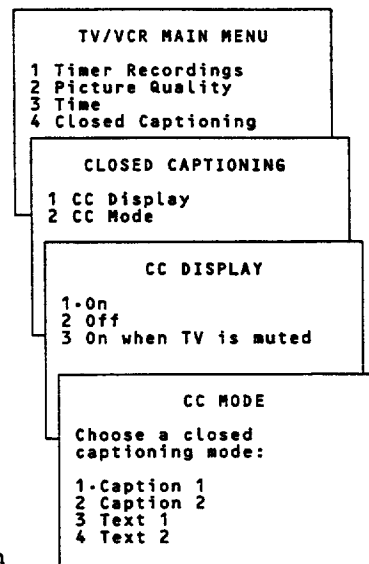 TV/VCR MAIN MENU
1 Timer Recordings
2 Picture Quality
3 Time
4 Closed Captioning
CLOSED CAPTIONING
1 CC Display
2 CC Mode
CC DISPLAY
1·On
2 Off
3 On when TV is muted
CC MODE
Choose a closed
captioning mode:
1·Caption 1
2 Caption 2
3 Text 1
4 Text 2